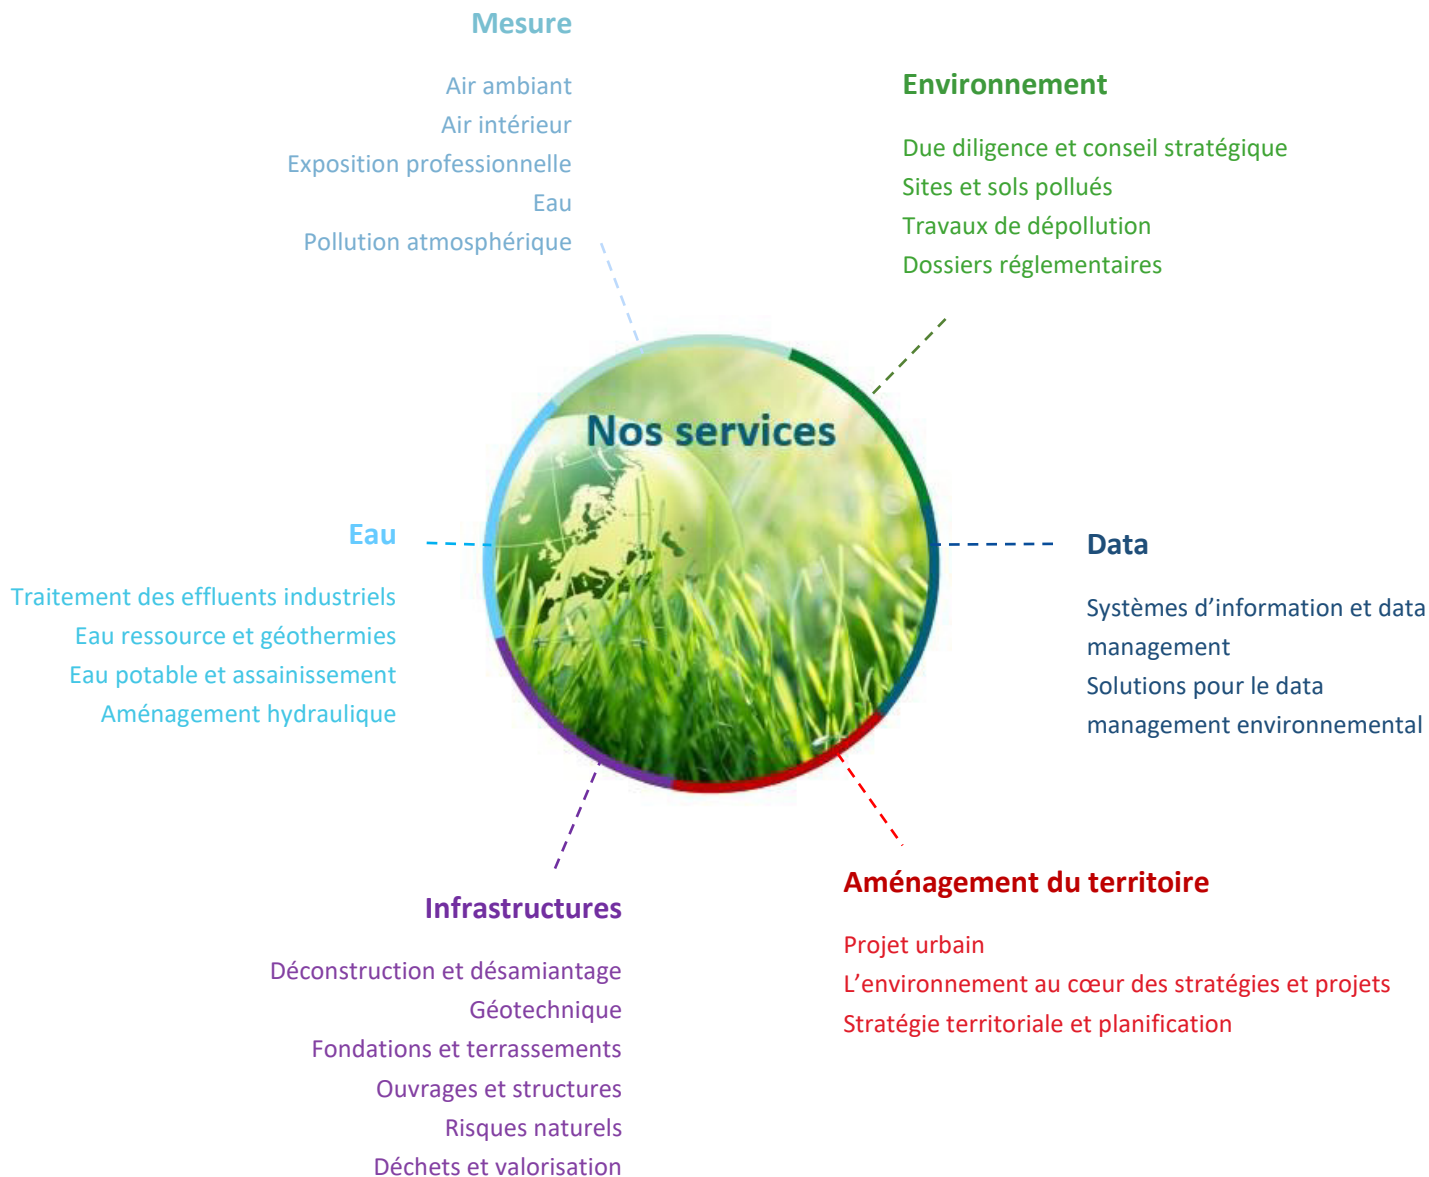 Mesure
Air ambiant
Air intérieur
Exposition professionnelle
Eau
Pollution atmosphérique
Environnement
Due diligence et conseil stratégique
Sites et sols pollués
Travaux de dépollution
Dossiers réglementaires
Nos services
Eau
Traitement des effluents industriels
Eau ressource et géothermies
Eau potable et assainissement
Aménagement hydraulique
Data
Systèmes d’information et data
management
Solutions pour le data
management environnemental
Infrastructures
Déconstruction et désamiantage
Géotechnique
Fondations et terrassements
Ouvrages et structures
Risques naturels
Déchets et valorisation
Aménagement du territoire
Projet urbain
L’environnement au cœur des stratégies et projets
Stratégie territoriale et planification